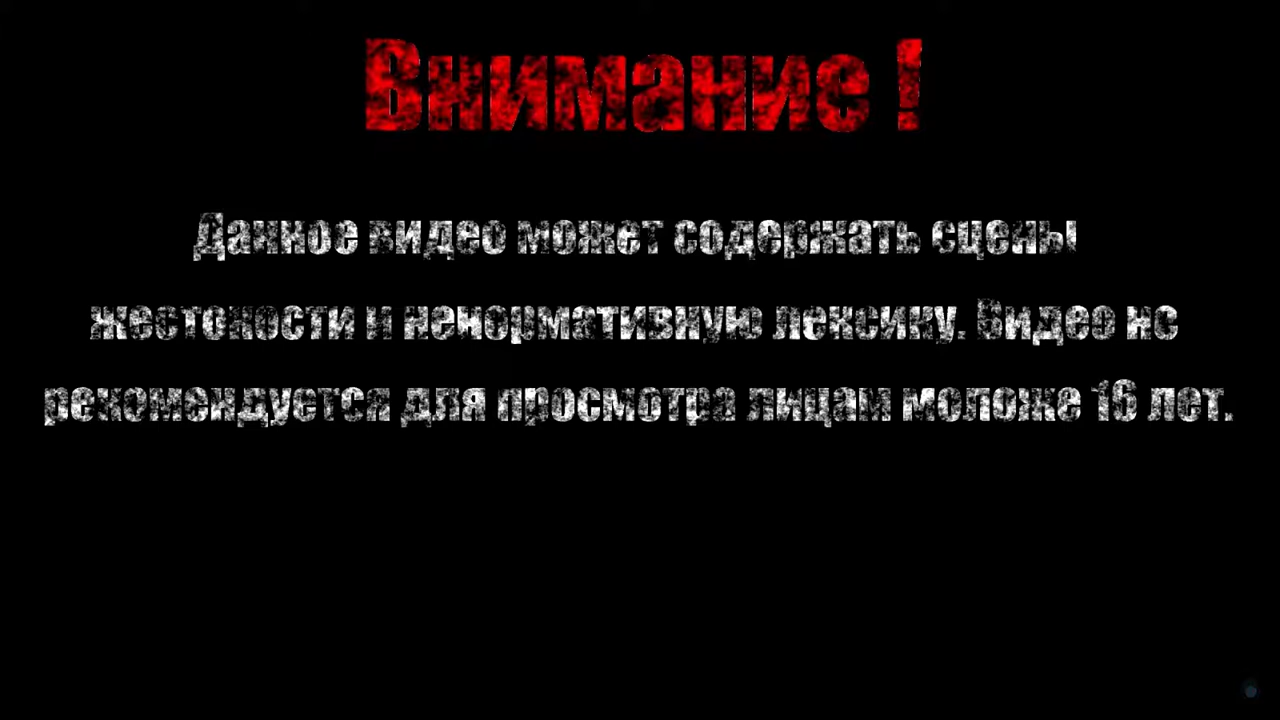 Внимание !
Данное видео может содержать сцены
жестокости и ненормативную лексику. Видео не
рекомендуется для просмотра лицам моложе 16 лет.